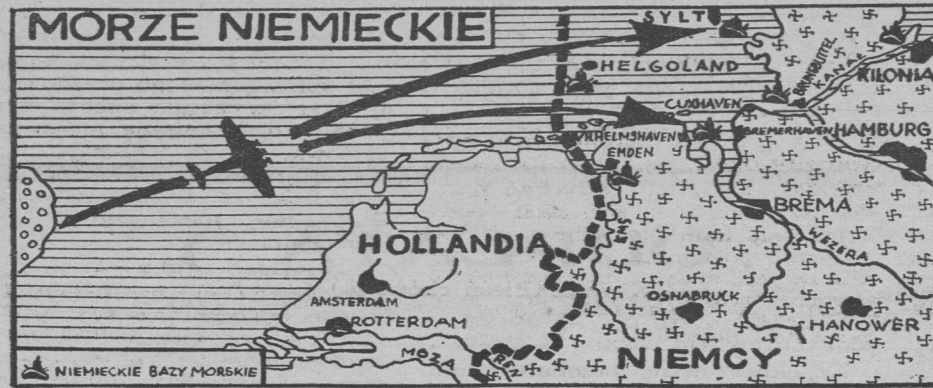 MORZE NIEMIECKIE
SYLT
HELGOLAND
BRUNSBÜTTEL
KANAŁ
KILONIA
CUXHAVEN
WILHELMSHAVEN
BREMERHAVEN
HAMBURG
EMDEN
EMS
BREMA
WEZERA
HOLLANDIA
AMSTERDAM
ROTTERDAM
OSNABRUCK
HANOWER
MOZA
REN
NIEMCY
NIEMIECKIE BAZY MORSKIE